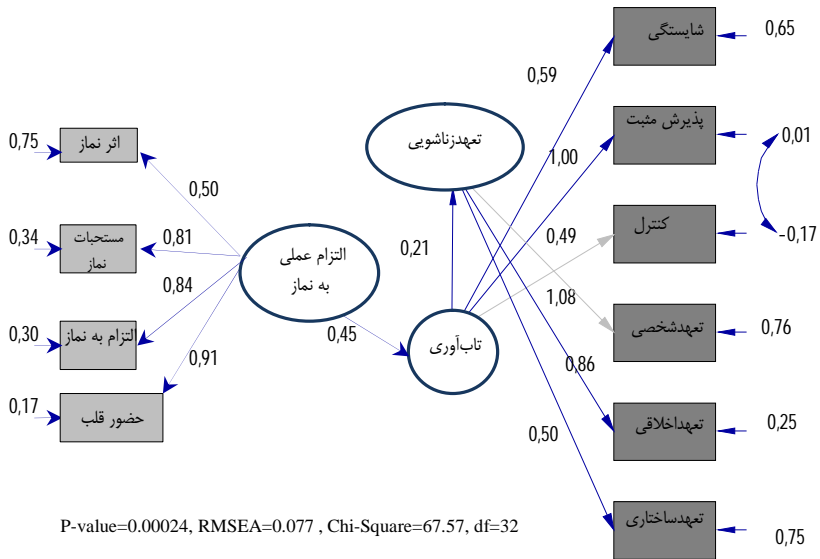 شایستگی
0,65
0,59
پذیرش مثبت
0,01
1,00
تعهدزناشویی
0,75
اثر نماز
0,50
کنترل
-0,17
0,49
0,21
0,34
مستحبات
نماز
0,81
التزام عملی
به نماز
0,84
1,08
تعهدشخصی
0,76
0,30
التزام به نماز
0,45
تاب‌آوری
0,91
0,86
0,17
حضور قلب
تعهداخلاقی
0,25
0,50
P-value=0.00024, RMSEA=0.077 , Chi-Square=67.57, df=32
تعهدساختاری
0,75